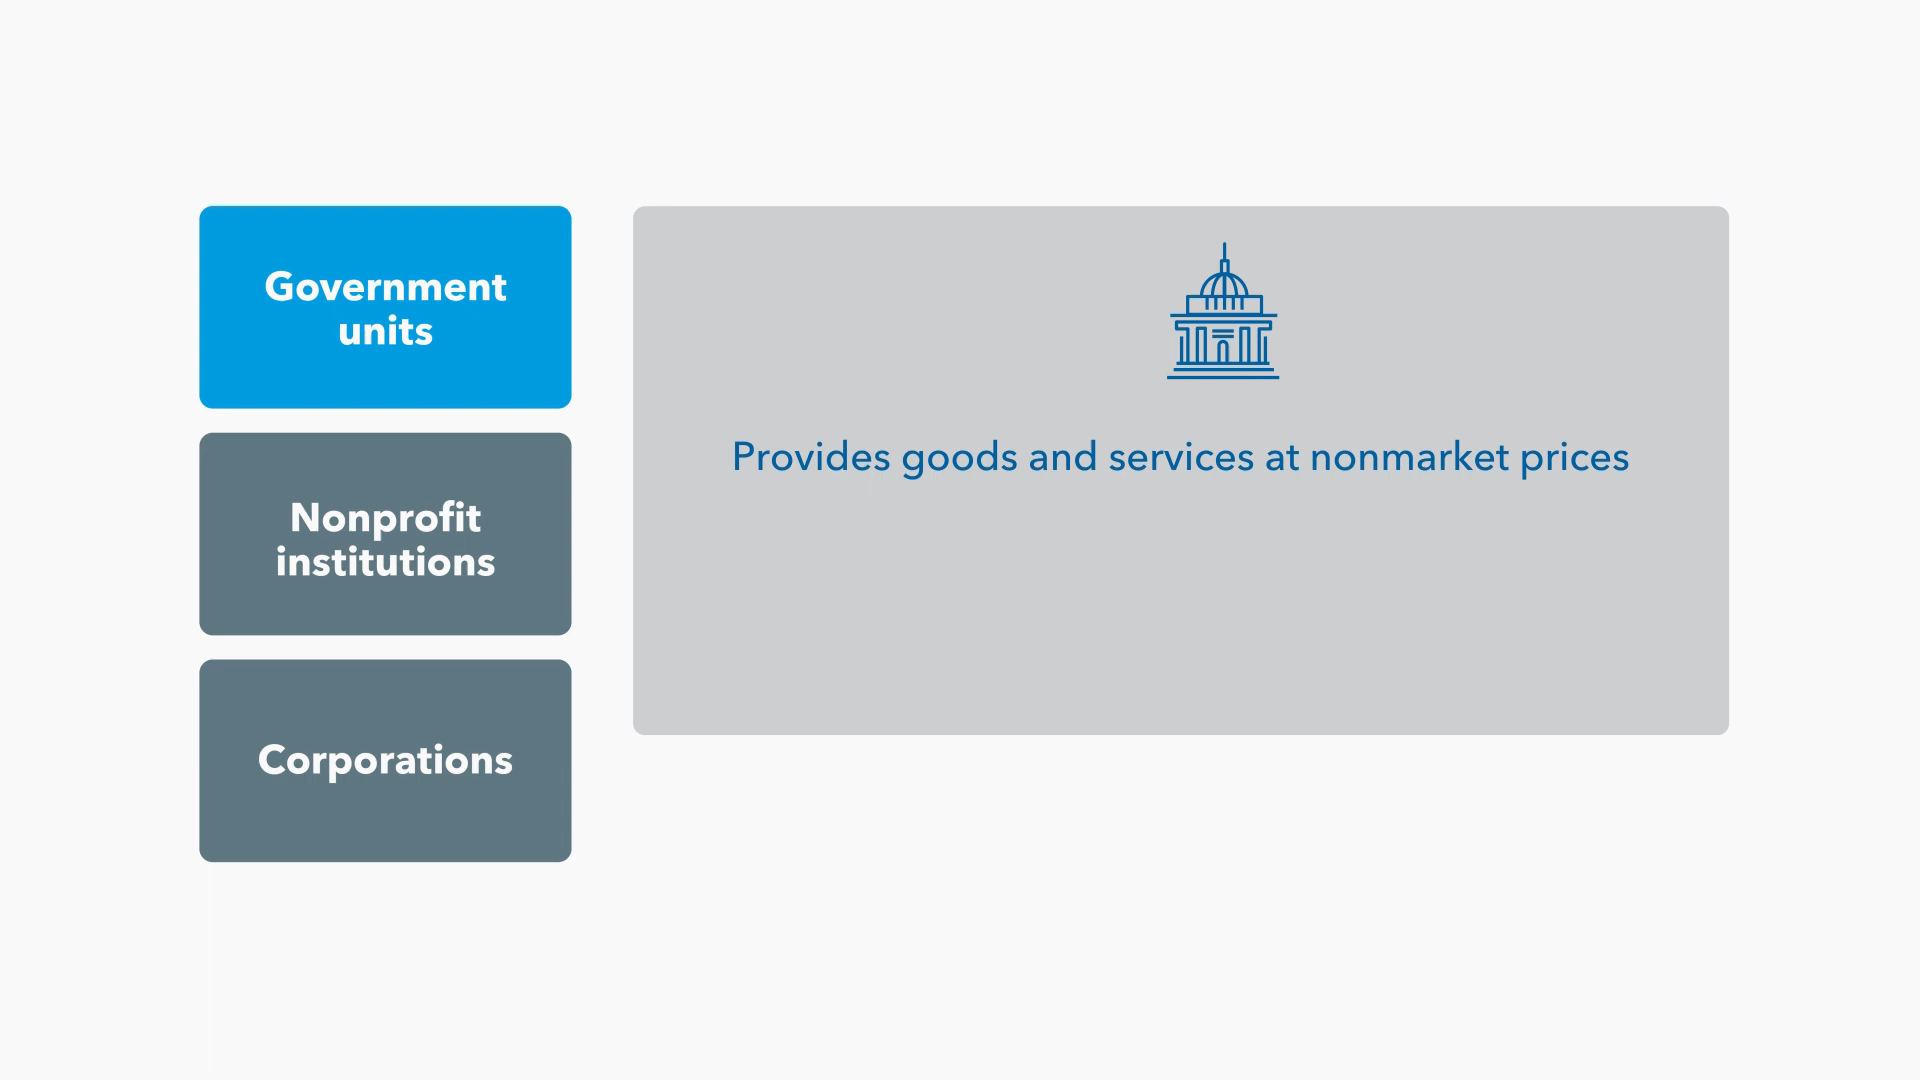 Government
units
Provides goods and services at nonmarket prices
Nonprofit
institutions
Corporations